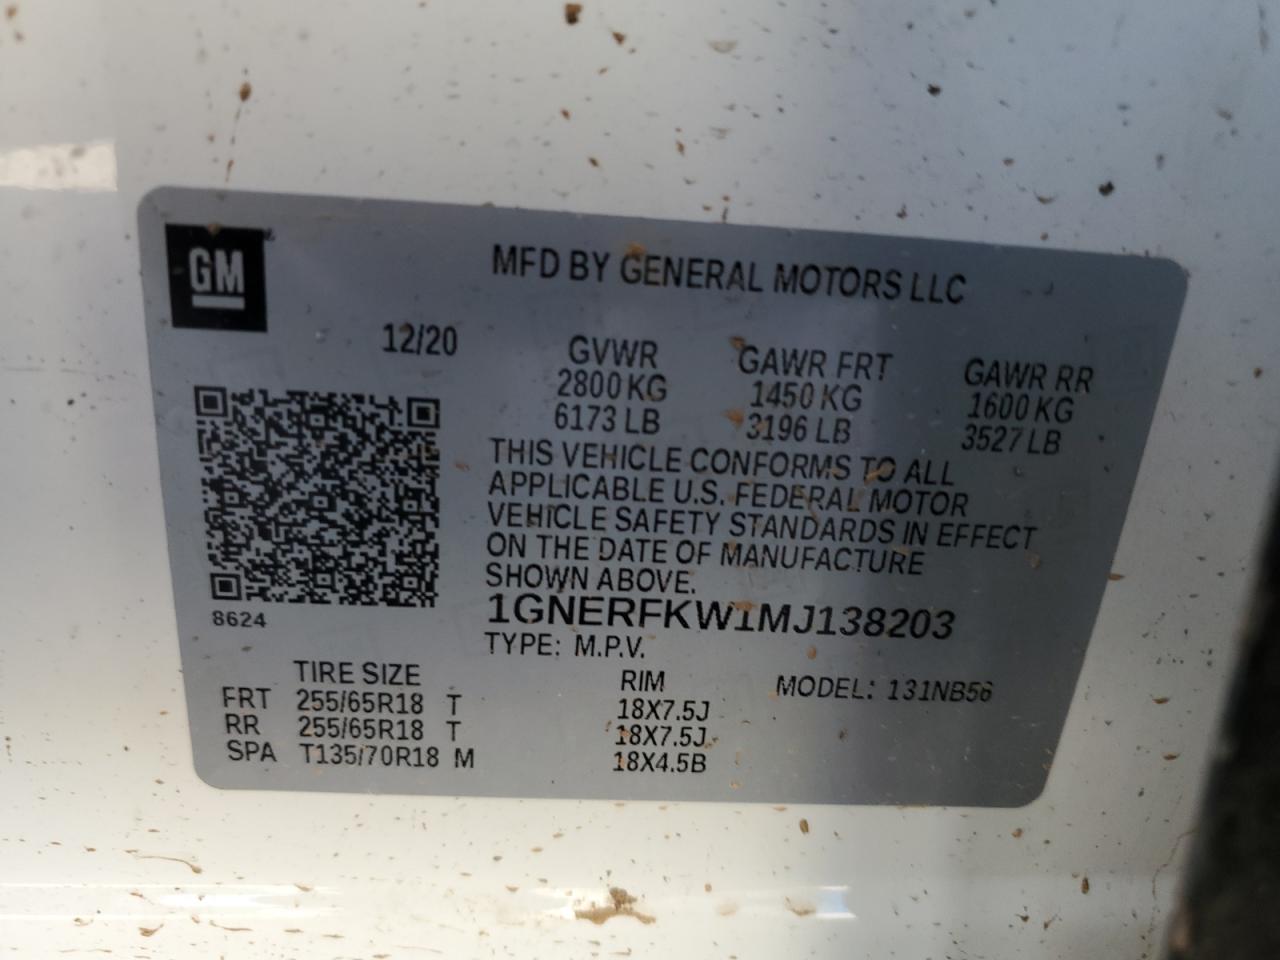 GM
MFD BY GENERAL MOTORS LLC
12/20
GVWR GAWR FRT GAWR RR
2800 KG 1450 KG 1600 KG
6173 LB 3196 LB 3527 LB
THIS VEHICLE CONFORMS TO ALL
APPLICABLE U.S. FEDERAL MOTOR
VEHICLE SAFETY STANDARDS IN EFFECT
ON THE DATE OF MANUFACTURE
SHOWN ABOVE.
1GNERFKW1MJ138203
8624
TYPE: M.P.V.
TIRE SIZE RIM MODEL: 131NB56
FRT 255/65R18 T 18X7.5J
RR 255/65R18 T 18X7.5J
SPA T135/70R18 M 18X4.5B